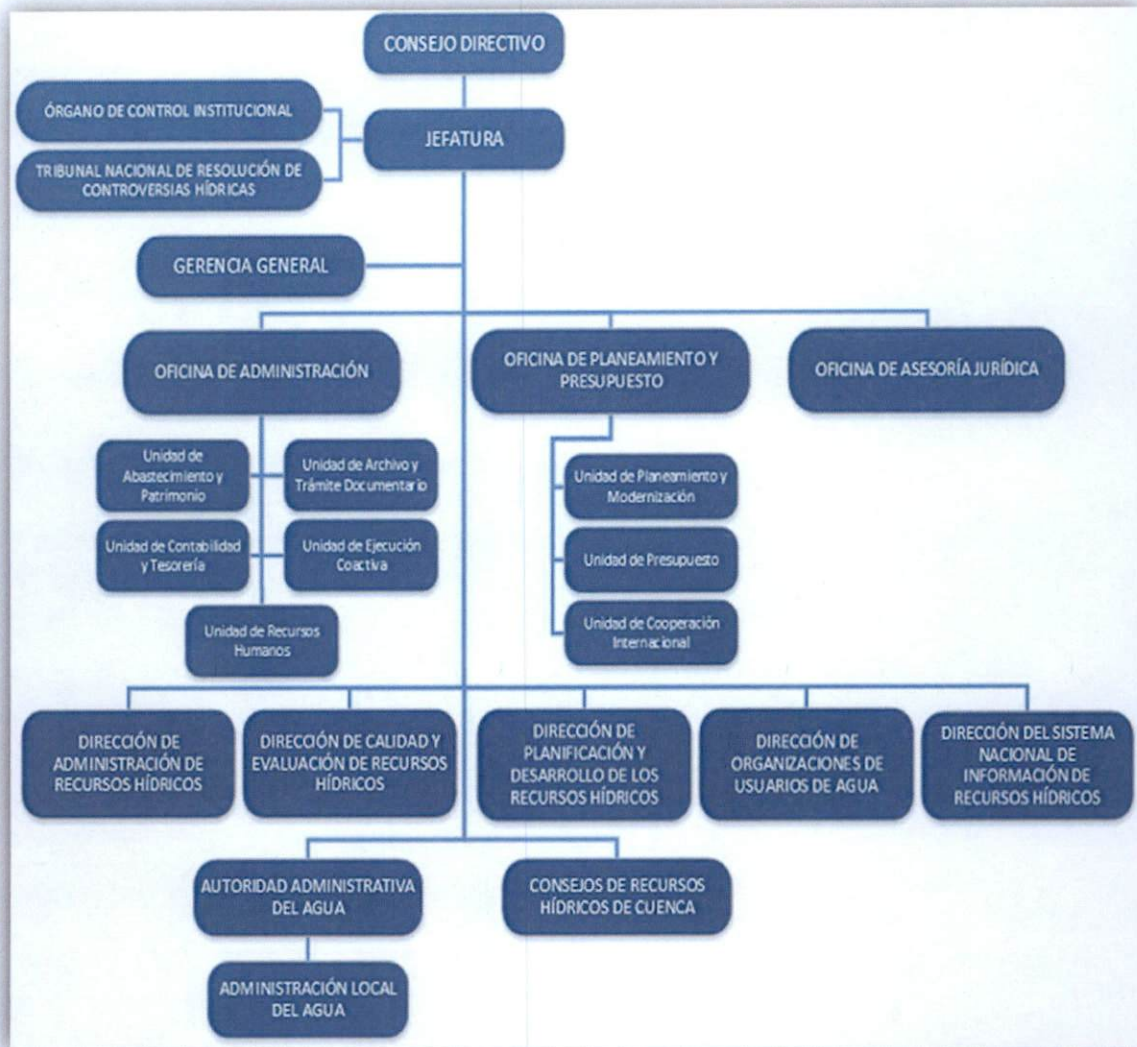 CONSEJO DIRECTIVO
ÓRGANO DE CONTROL INSTITUCIONAL
JEFATURA
TRIBUNAL NACIONAL DE RESOLUCIÓN DE
CONTROVERSIAS HÍDRICAS
GERENCIA GENERAL
OFICINA DE ADMINISTRACIÓN
OFICINA DE PLANEAMIENTO Y
PRESUPUESTO
OFICINA DE ASESORÍA JURÍDICA
Unidad de
Abastecimiento y
Patrimonio
Unidad de Archivo y
Trámite Documentario
Unidad de Contabilidad
y Tesorería
Unidad de Ejecución
Coactiva
Unidad de Recursos
Humanos
Unidad de Planeamiento y
Modernización
Unidad de Presupuesto
Unidad de Cooperación
Internacional
DIRECCIÓN DE
ADMINISTRACIÓN DE
RECURSOS HÍDRICOS
DIRECCIÓN DE CALIDAD Y
EVALUACIÓN DE RECURSOS
HÍDRICOS
DIRECCIÓN DE
PLANIFICACIÓN Y
DESARROLLO DE LOS
RECURSOS HÍDRICOS
DIRECCIÓN DE
ORGANIZACIONES DE
USUARIOS DE AGUA
DIRECCIÓN DEL SISTEMA
NACIONAL DE
INFORMACIÓN DE
RECURSOS HÍDRICOS
AUTORIDAD ADMINISTRATIVA
DEL AGUA
CONSEJOS DE RECURSOS
HÍDRICOS DE CUENCA
ADMINISTRACIÓN LOCAL
DEL AGUA